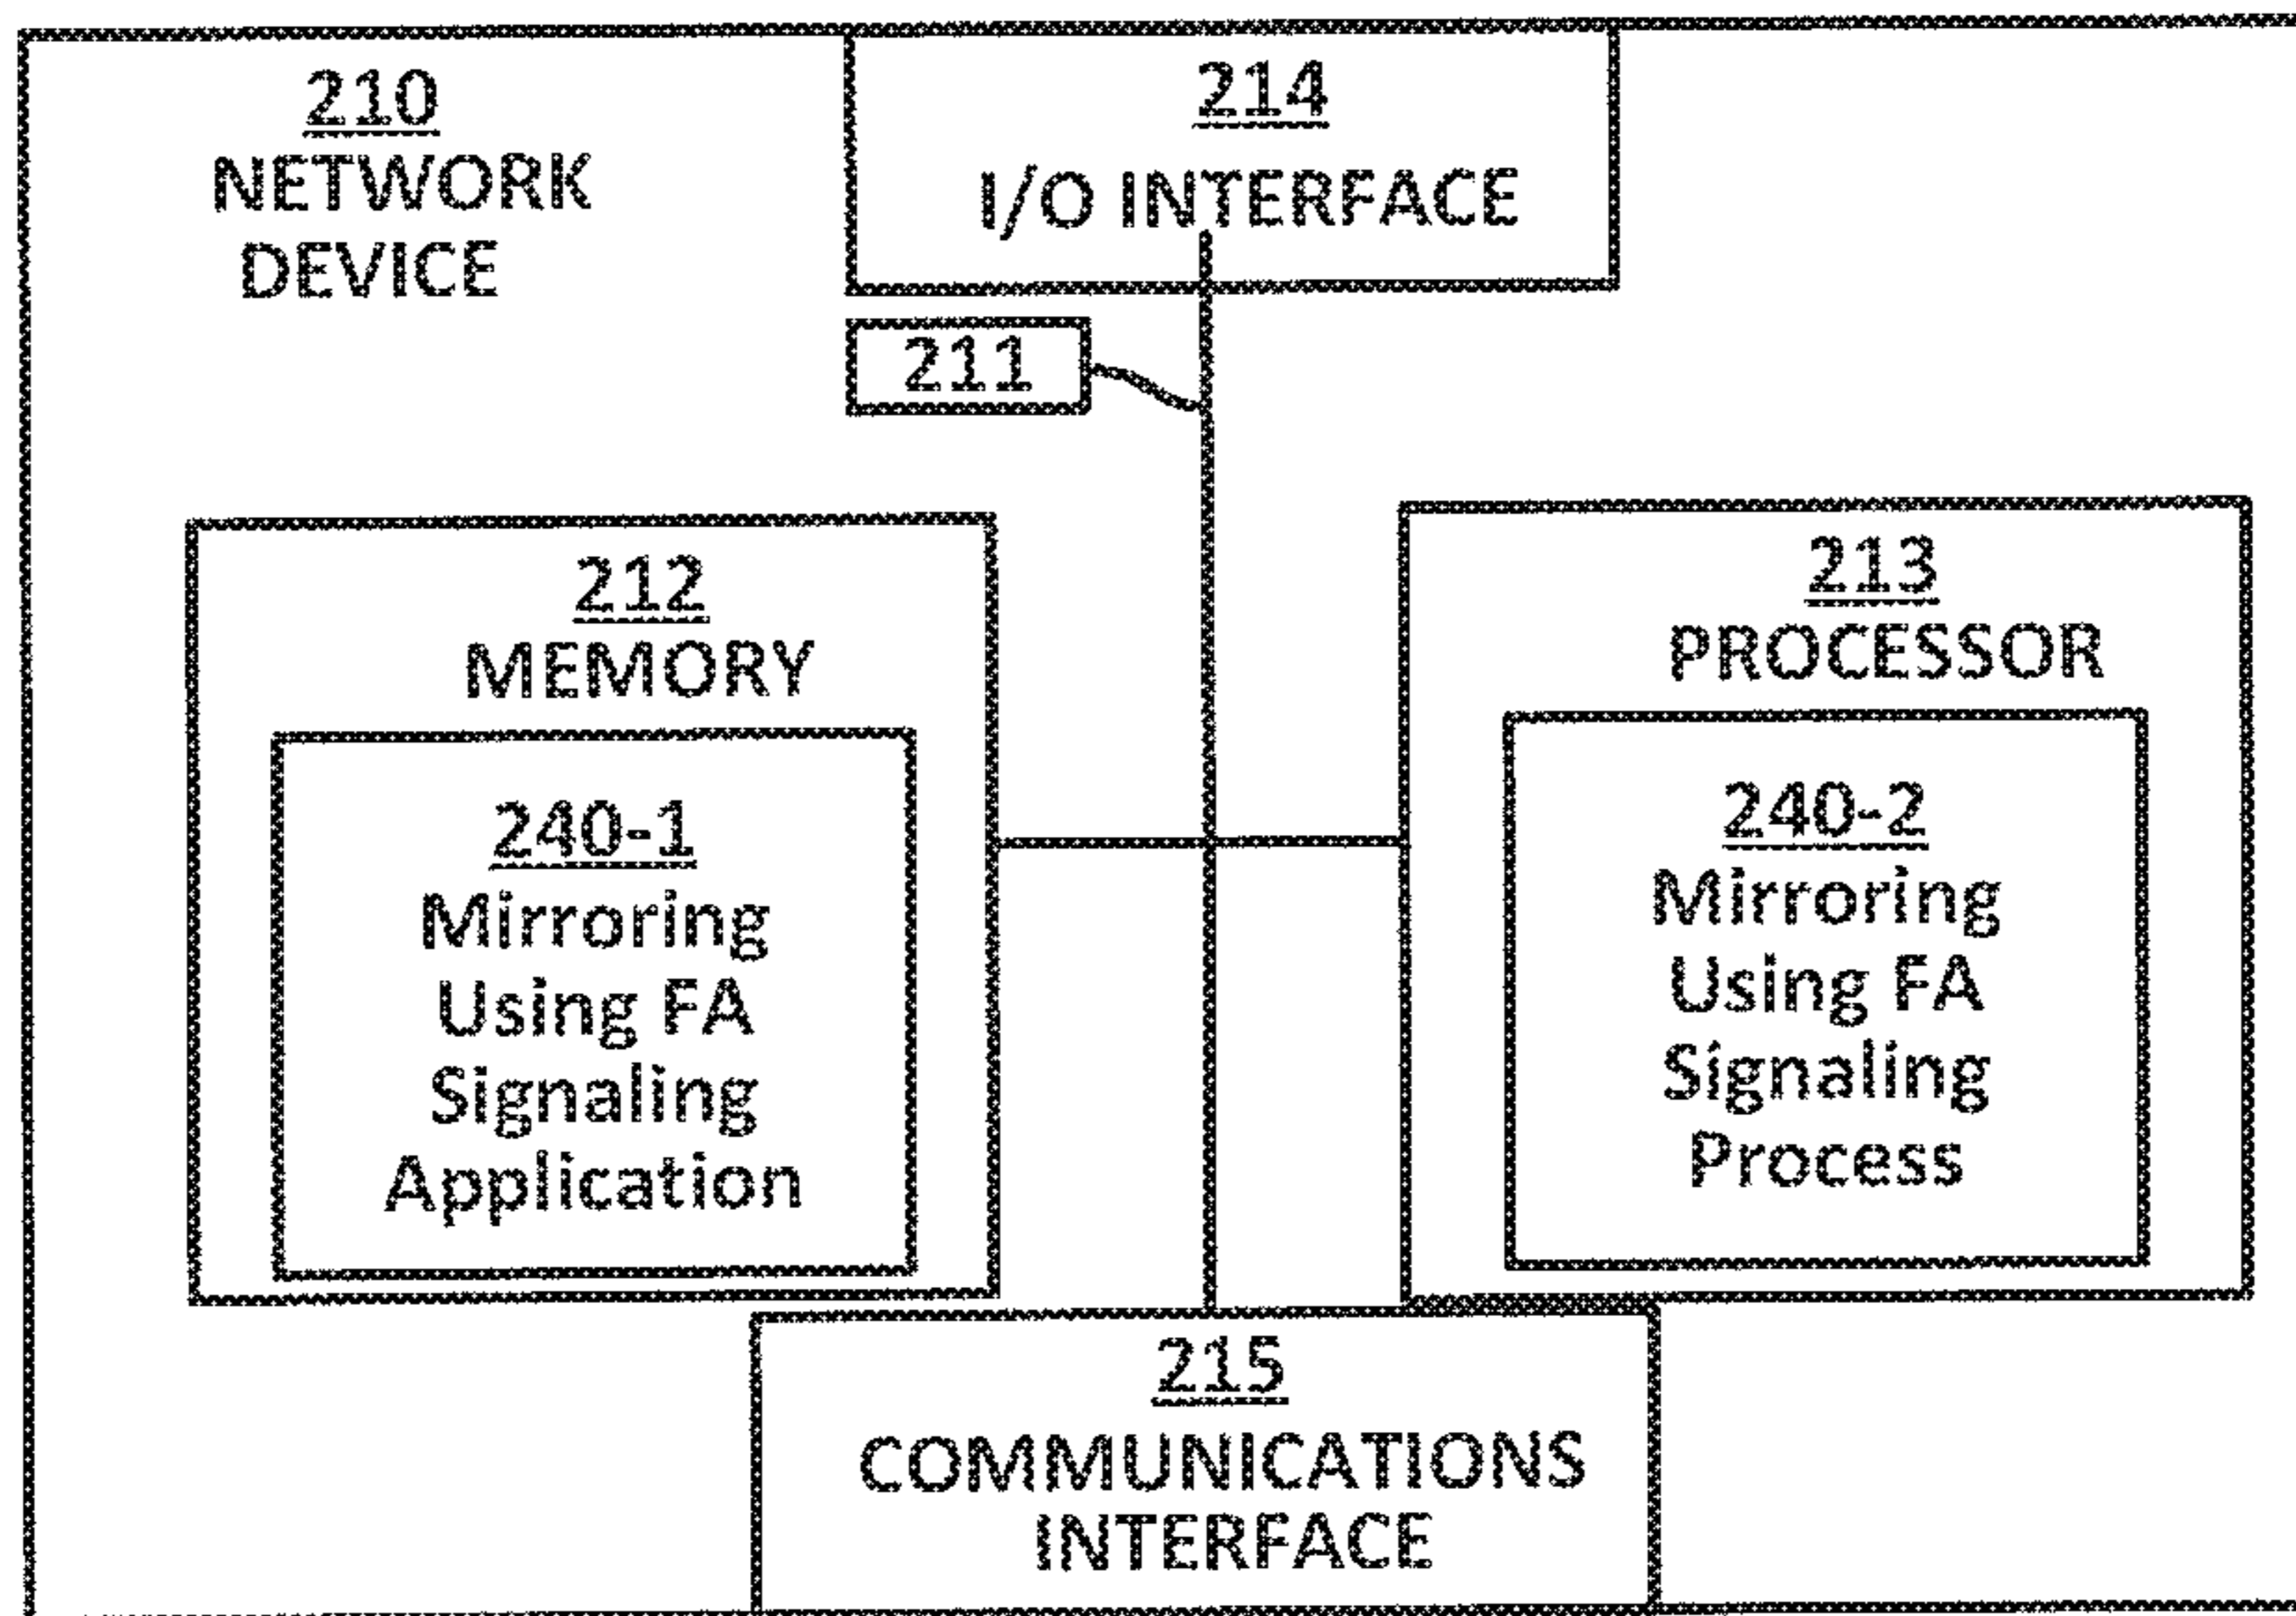 210
NETWORK
DEVICE
214
I/O INTERFACE
211
212
MEMORY
240-1
Mirroring
Using FA
Signaling
Application
213
PROCESSOR
240-2
Mirroring
Using FA
Signaling
Process
215
COMMUNICATIONS
INTERFACE